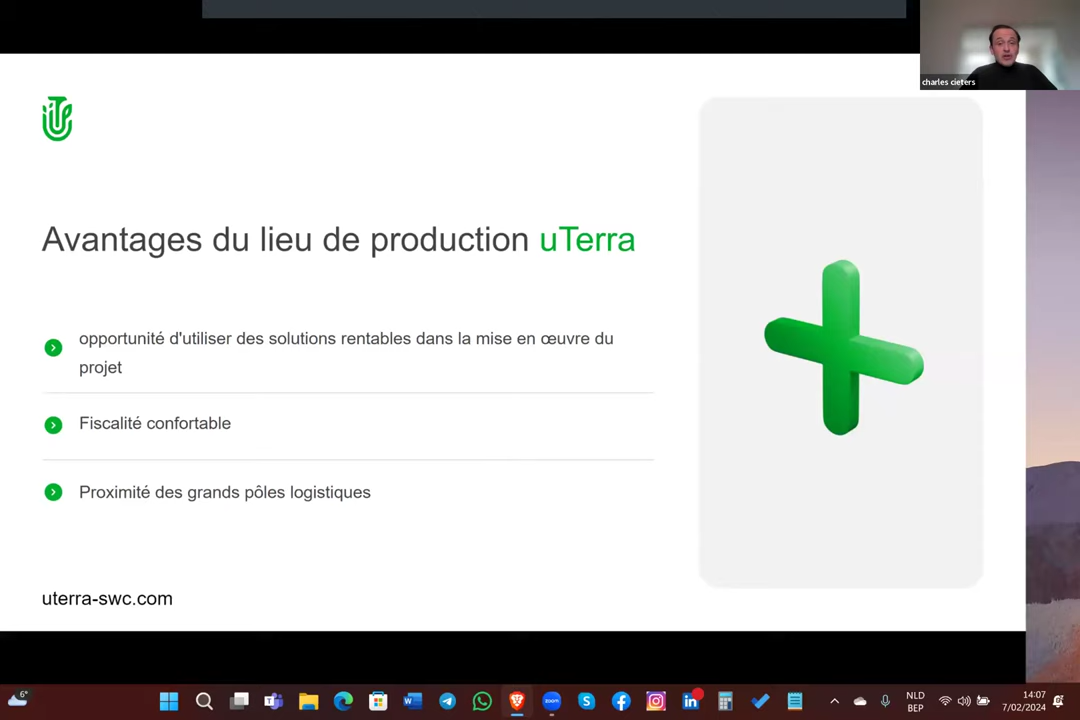 charles cieters
Avantages du lieu de production uTerra
opportunité d'utiliser des solutions rentables dans la mise en œuvre du
projet
Fiscalité confortable
Proximité des grands pôles logistiques
uterra-swc.com
6°
NLD
BEP
14:07
7/02/2024